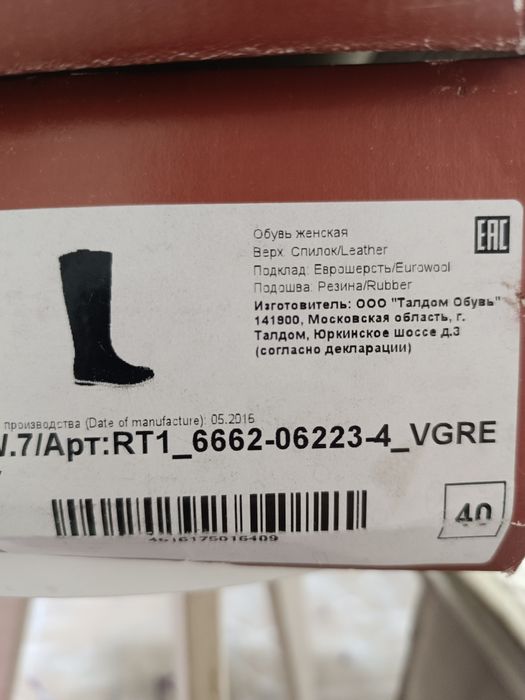 Обувь женская
Верх: Спилок/Leather
Подклад: Еврошерсть/Eurowool
Подошва: Резина/Rubber
Изготовитель: ООО "Талдом Обувь"
141900, Московская область, г.
Талдом, Юркинское шоссе д.3
(согласно декларации)
EAC
производства (Date of manufacture): 05.2016
.7/Арт:RT1_6662-06223-4_VGRE
40